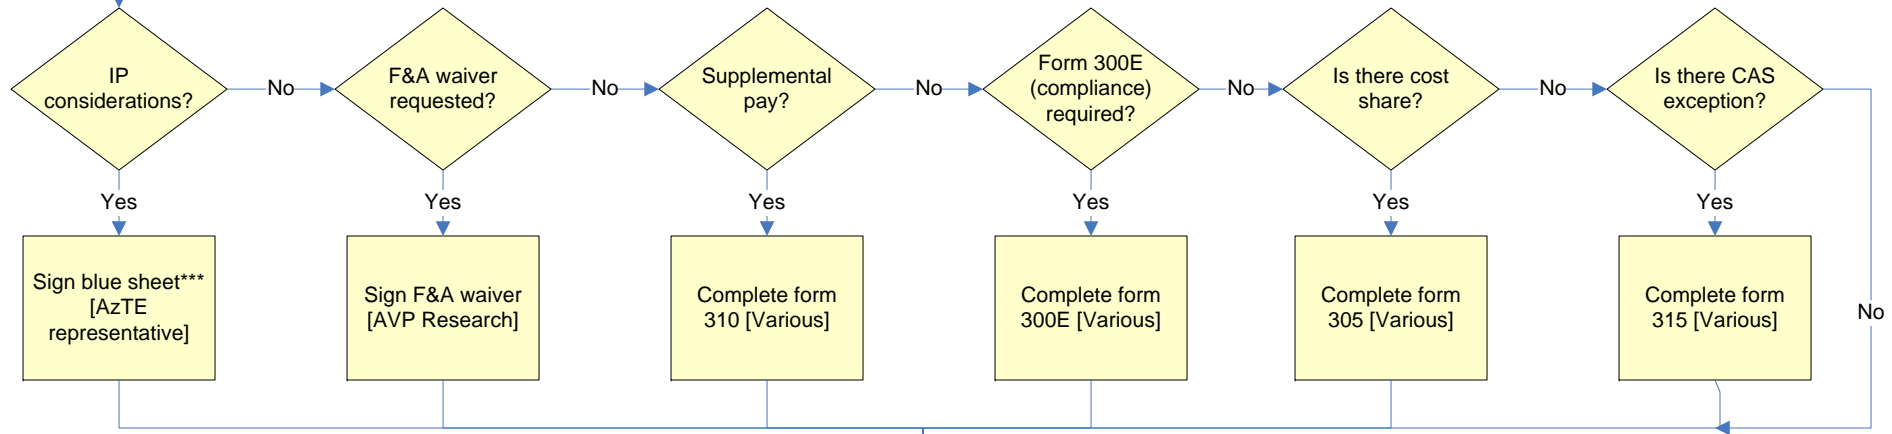 IP
considerations?
No
F&A waiver
requested?
No
Supplemental
pay?
No
Form 300E
(compliance)
required?
No
Is there cost
share?
No
Is there CAS
exception?
Yes
Yes
Yes
Yes
Yes
Yes
Sign blue sheet***
[AzTE
representative]
Sign F&A waiver
[AVP Research]
Complete form
310 [Various]
Complete form
300E [Various]
Complete form
305 [Various]
Complete form
315 [Various]
No